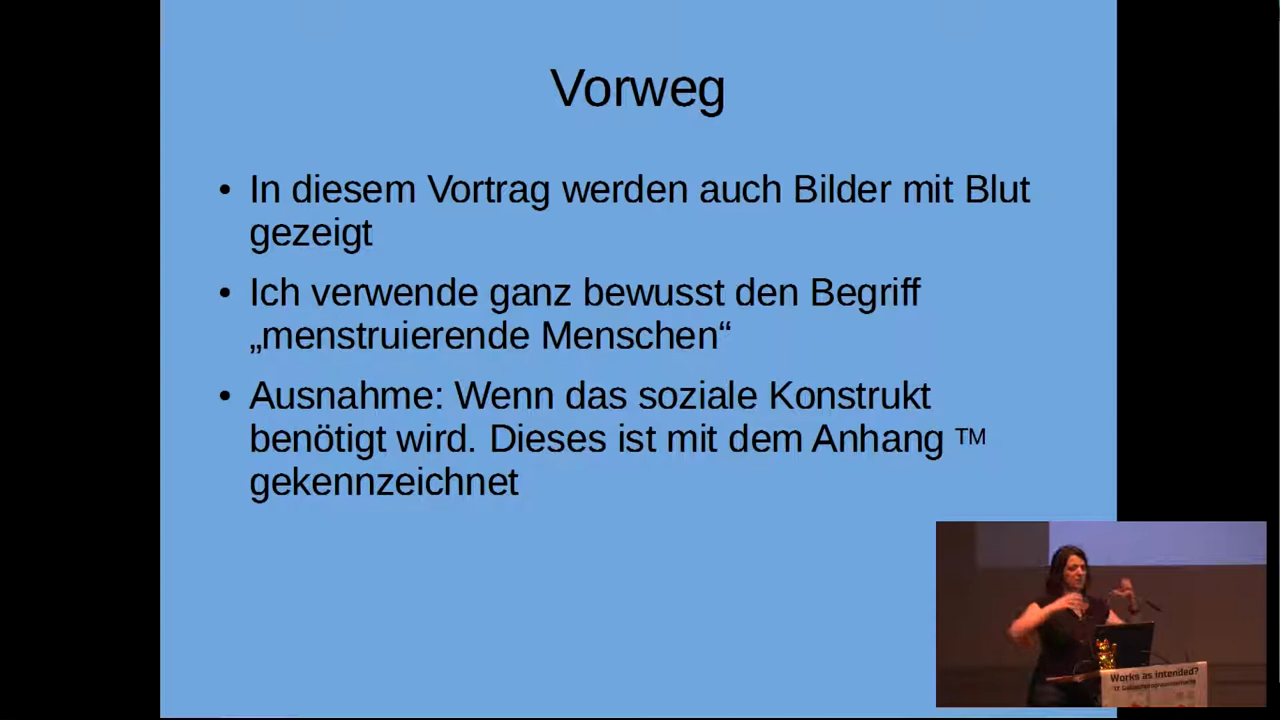 Vorweg
• In diesem Vortrag werden auch Bilder mit Blut
gezeigt
• Ich verwende ganz bewusst den Begriff
„menstruierende Menschen“
• Ausnahme: Wenn das soziale Konstrukt
benötigt wird. Dieses ist mit dem Anhang ™
gekennzeichnet
Works as intended?